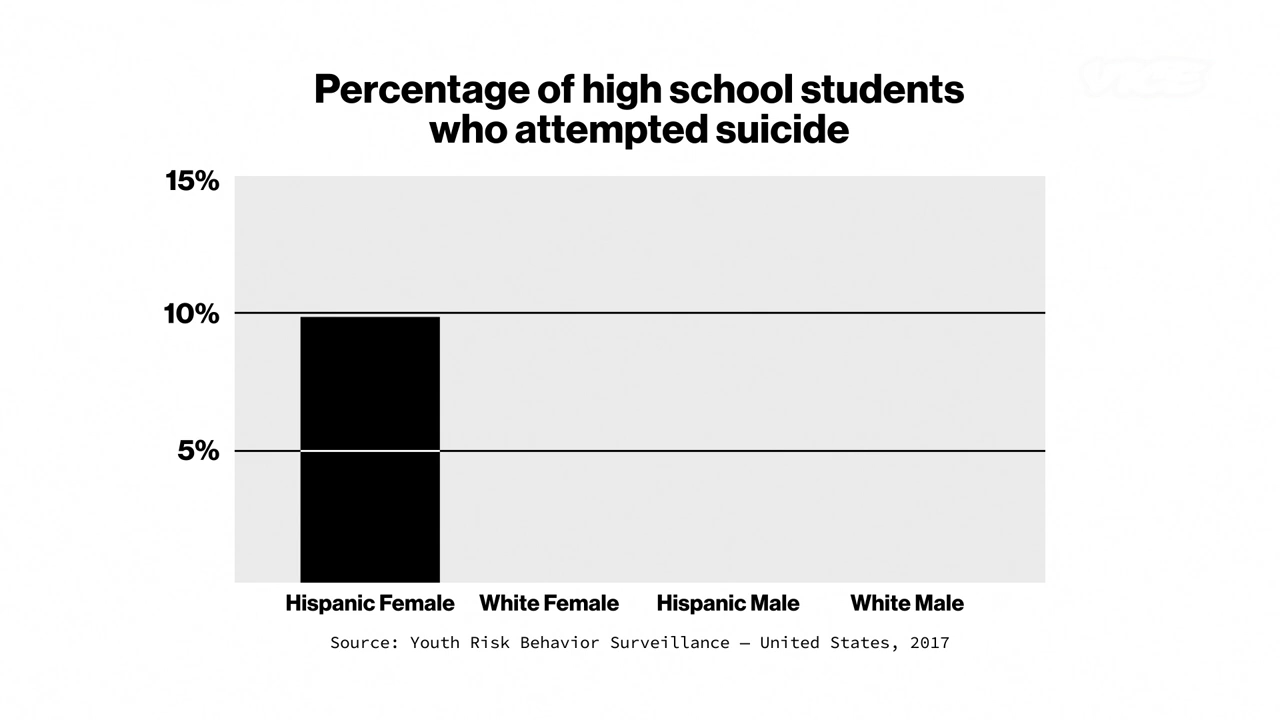 VICE
Percentage of high school students
who attempted suicide
15%
10%
5%
Hispanic Female White Female Hispanic Male White Male
Source: Youth Risk Behavior Surveillance — United States, 2017